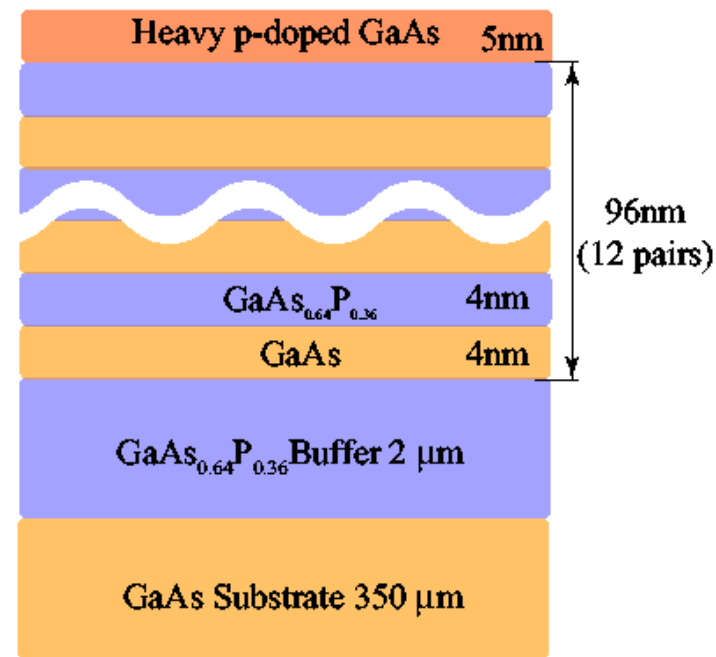 Heavy p-doped GaAs 5nm
96nm
(12 pairs)
GaAs0.64P0.36 4nm
GaAs 4nm
GaAs0.64P0.36Buffer 2 μm
GaAs Substrate 350 μm